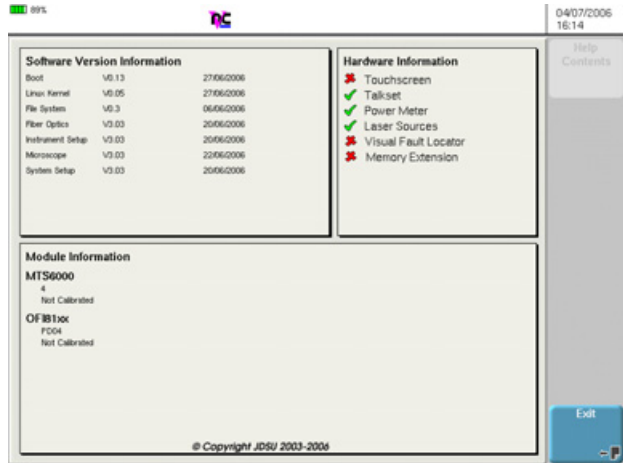 89%
04/07/2006
16:14
Help
Contents
Software Version Information
Boot V0.13 27/06/2006
Linux Kernel V0.05 27/06/2006
File System V0.3 06/06/2006
Fiber Optics V3.03 20/06/2006
Instrument Setup V3.03 20/06/2006
Microscope V3.03 22/06/2006
System Setup V3.03 20/06/2006
Hardware Information
Touchscreen
Talkset
Power Meter
Laser Sources
Visual Fault Locator
Memory Extension
Module Information
MTS6000
4
Not Calibrated
OFI81xx
PD04
Not Calibrated
© Copyright JDSU 2003-2006
Exit